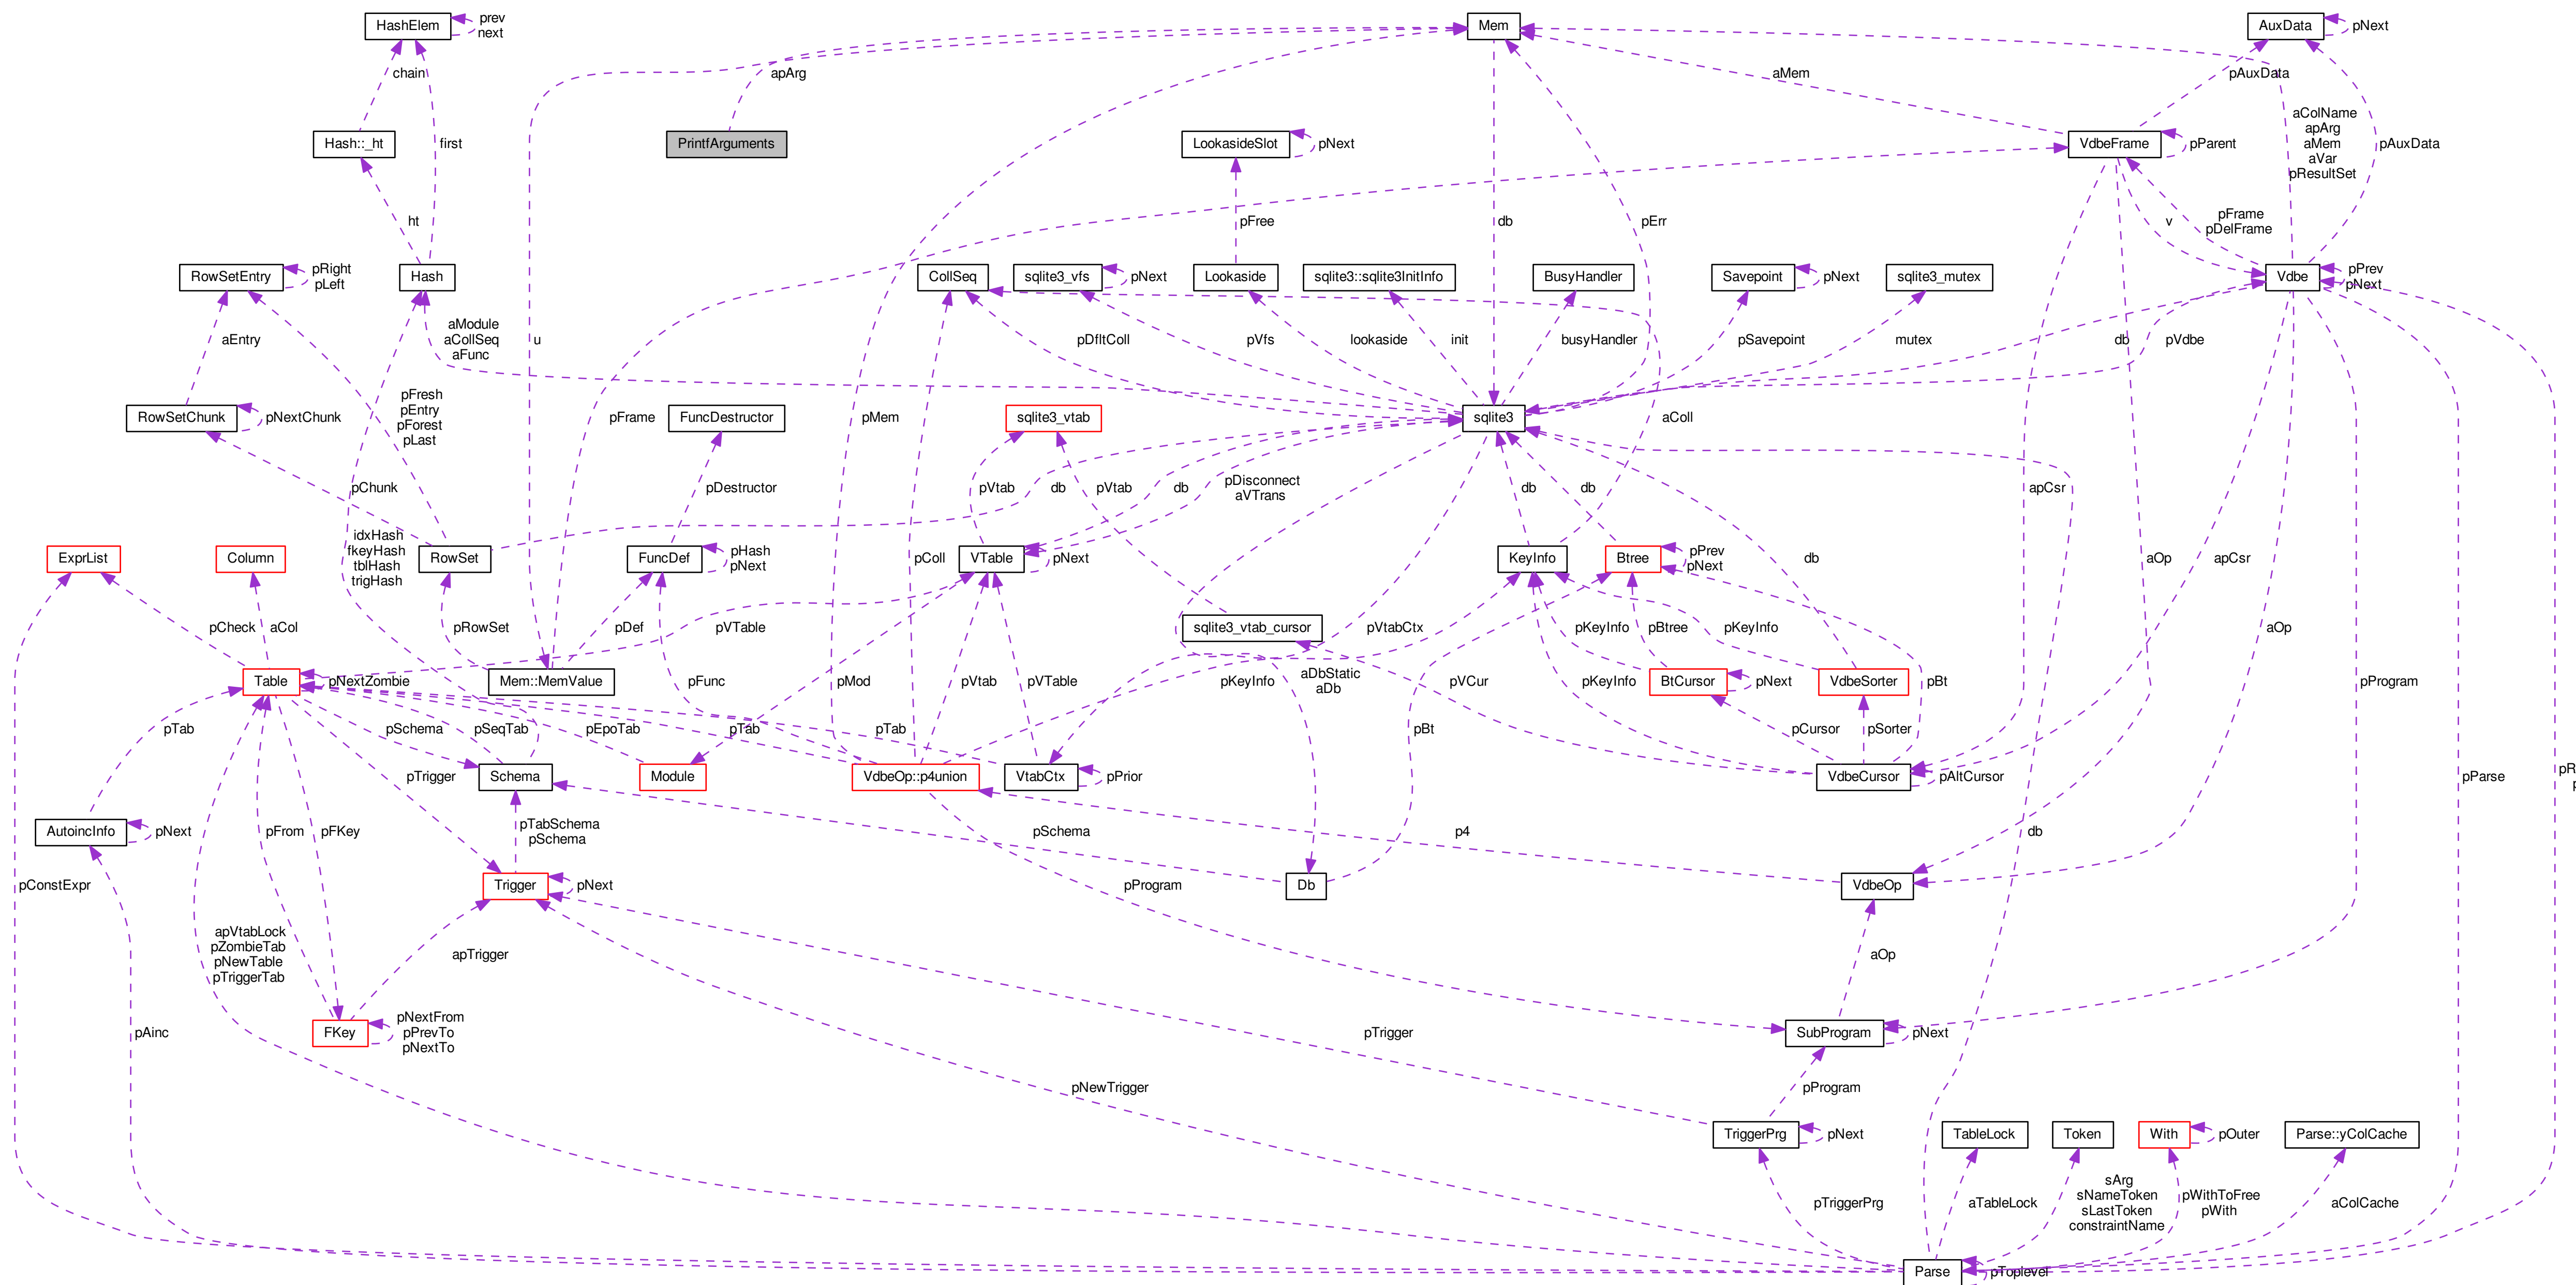 HashElem
prev
next
Mem
AuxData
pNext
chain
apArg
aMem
pAuxData
Hash::_ht
first
PrintfArguments
LookasideSlot
pNext
VdbeFrame
pParent
aColName
apArg
aMem
aVar
pResultSet
pAuxData
ht
pFree
db
pErr
v
pFrame
pDelFrame
RowSetEntry
pRight
pLeft
Hash
CollSeq
sqlite3_vfs
pNext
Lookaside
sqlite3::sqlite3InitInfo
BusyHandler
Savepoint
pNext
sqlite3_mutex
Vdbe
pPrev
pNext
aEntry
aModule
aCollSeq
aFunc
u
pDfltColl
pVfs
lookaside
init
busyHandler
pSavepoint
mutex
db
pVdbe
RowSetChunk
pNextChunk
pFresh
pEntry
pForest
pLast
pFrame
FuncDestructor
pMem
sqlite3_vtab
sqlite3
aColl
pChunk
pDestructor
pVtab
db
db
pVtab
pDisconnect
aVTrans
db
db
apCsr
ExprList
Column
idxHash
fkeyHash
tblHash
trigHash
RowSet
FuncDef
pHash
pNext
pColl
VTable
pNext
KeyInfo
Btree
pPrev
pNext
db
aOp
apCsr
pCheck
aCol
pRowSet
pDef
pVTable
sqlite3_vtab_cursor
pVtabCtx
pKeyInfo
pBtree
pKeyInfo
aOp
Table
pNextZombie
Mem::MemValue
pFunc
pMod
pVtab
pVTable
pKeyInfo
aDbStatic
aDb
pVCur
pKeyInfo
BtCursor
pNext
VdbeSorter
pBt
pProgram
pTab
pSchema
pSeqTab
pEpoTab
pTab
pTab
pBt
pCursor
pSorter
pTrigger
Schema
Module
VdbeOp::p4union
VtabCtx
pPrior
VdbeCursor
pAltCursor
pParse
AutoincInfo
pNext
pFrom
pFKey
pTabSchema
pSchema
pSchema
p4
db
pConstExpr
Trigger
pNext
pProgram
Db
VdbeOp
apVtabLock
pZombieTab
pNewTable
pTriggerTab
apTrigger
aOp
pAinc
FKey
pNextFrom
pPrevTo
pNextTo
pTrigger
SubProgram
pNext
pNewTrigger
pProgram
TriggerPrg
pNext
TableLock
Token
With
pOuter
Parse::yColCache
pTriggerPrg
aTableLock
sArg
sNameToken
sLastToken
constraintName
pWithToFree
pWith
aColCache
Parse
pToplevel